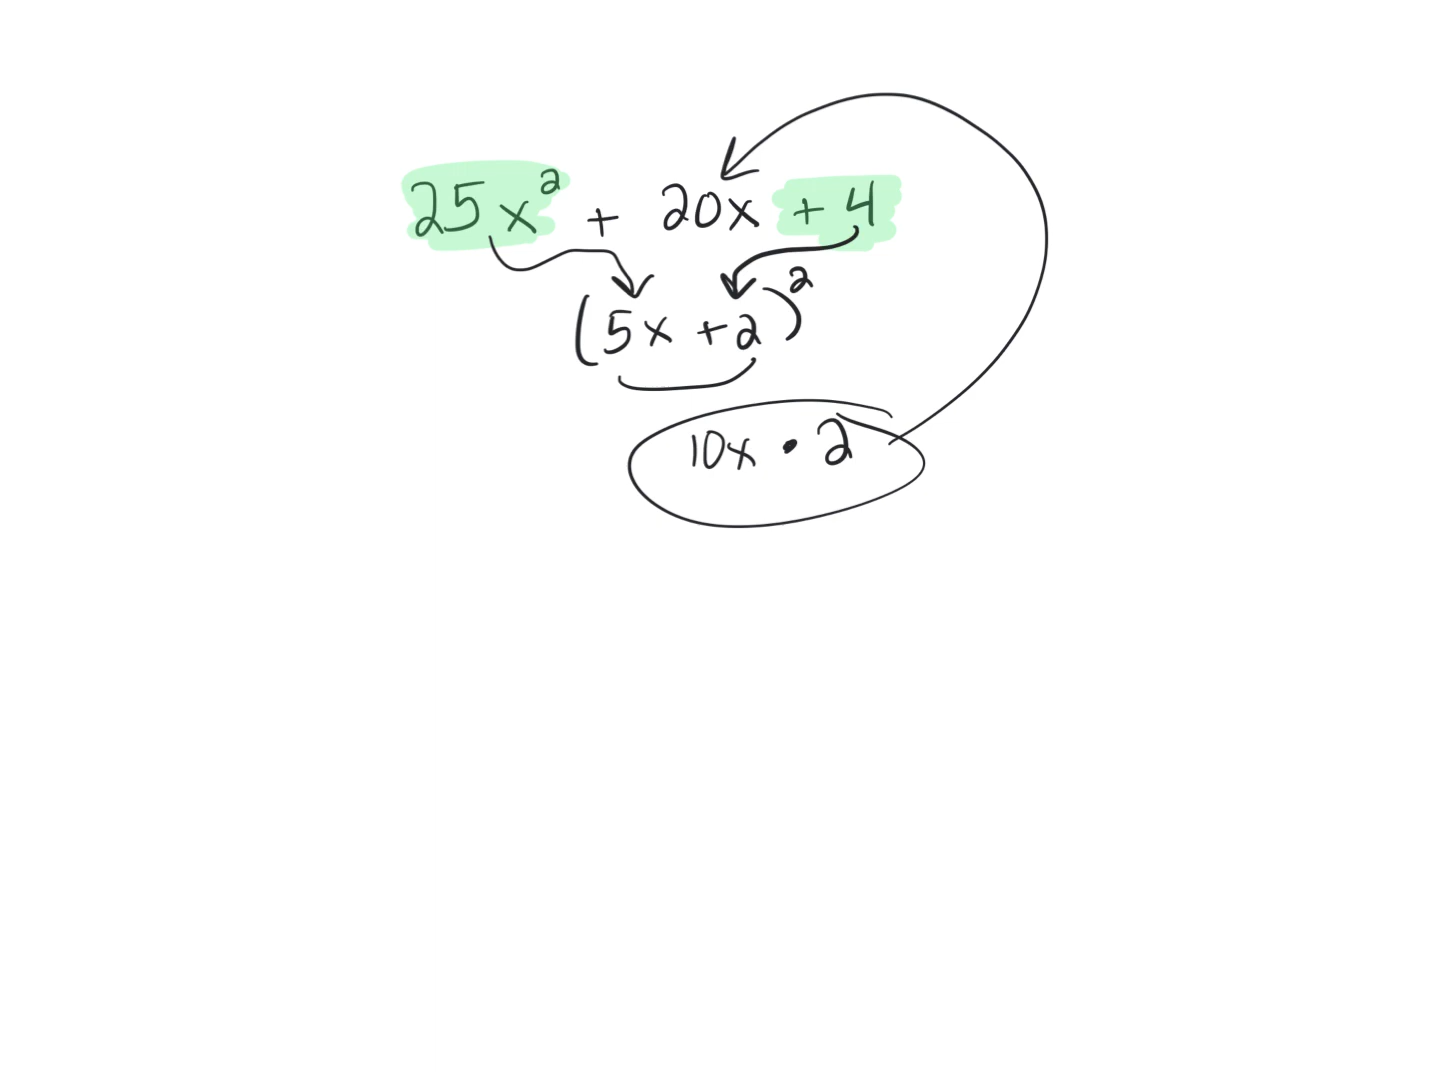 25x² + 20x + 4
(5x + 2)²
10x • 2